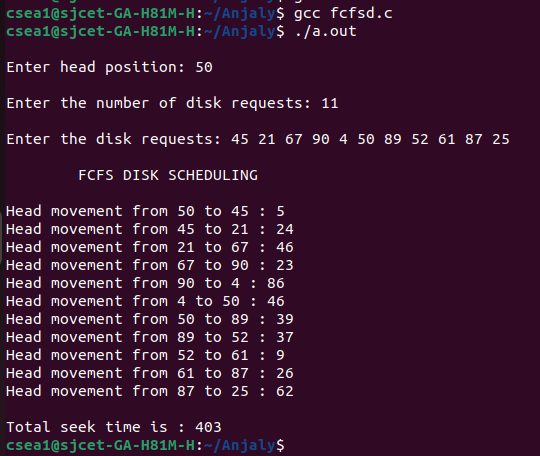 csea1@sjcet-GA-H81M-H:~/Anjaly$ gcc fcfsd.c
csea1@sjcet-GA-H81M-H:~/Anjaly$ ./a.out
Enter head position: 50
Enter the number of disk requests: 11
Enter the disk requests: 45 21 67 90 4 50 89 52 61 87 25
FCFS DISK SCHEDULING
Head movement from 50 to 45 : 5
Head movement from 45 to 21 : 24
Head movement from 21 to 67 : 46
Head movement from 67 to 90 : 23
Head movement from 90 to 4 : 86
Head movement from 4 to 50 : 46
Head movement from 50 to 89 : 39
Head movement from 89 to 52 : 37
Head movement from 52 to 61 : 9
Head movement from 61 to 87 : 26
Head movement from 87 to 25 : 62
Total seek time is : 403
csea1@sjcet-GA-H81M-H:~/Anjaly$